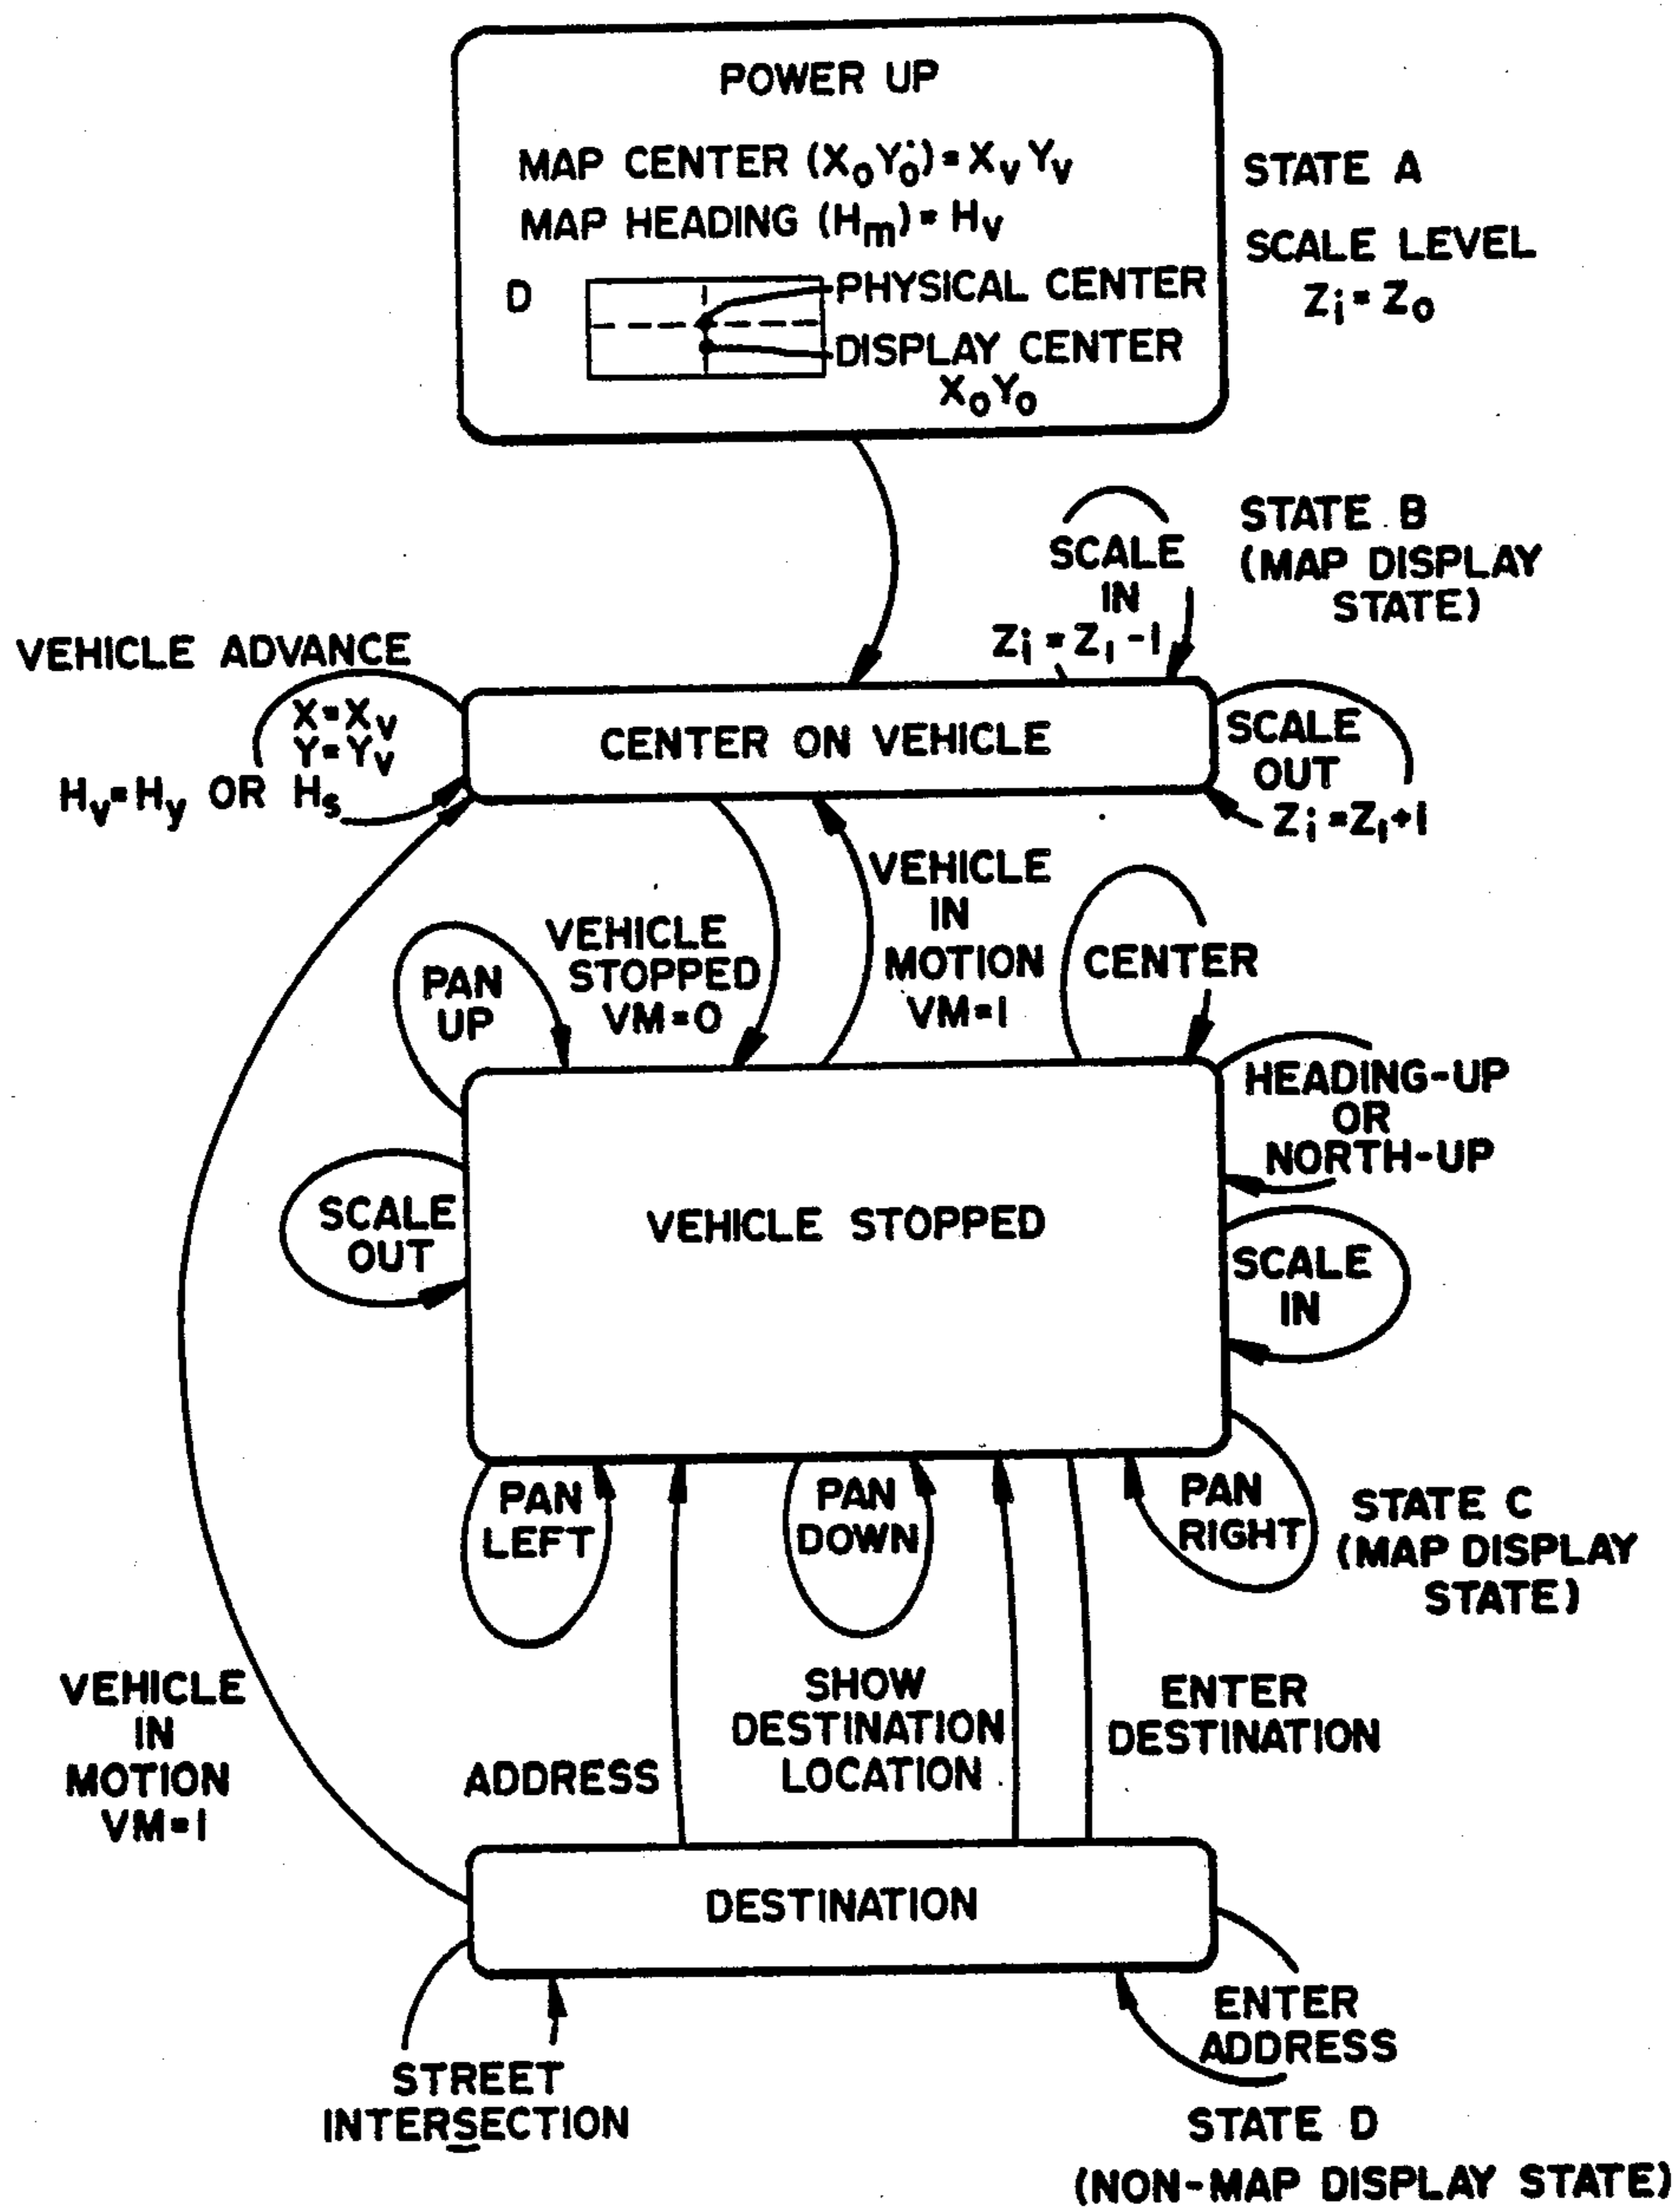 POWER UP
MAP CENTER (X₀Y₀) = Xᵥ Yᵥ
MAP HEADING (Hₘ) = Hᵥ
D
PHYSICAL CENTER
DISPLAY CENTER
X₀Y₀
STATE A
SCALE LEVEL
Zᵢ = Z₀
STATE B
(MAP DISPLAY
STATE)
SCALE
IN
Zᵢ = Z₁ -1
VEHICLE ADVANCE
X=Xᵥ
Y=Yᵥ
Hᵥ=Hy OR Hₛ
CENTER ON VEHICLE
SCALE
OUT
Zᵢ =Z₁+1
VEHICLE
STOPPED
VM=0
VEHICLE
IN
MOTION
VM=1
CENTER
PAN
UP
HEADING-UP
OR
NORTH-UP
SCALE
OUT
VEHICLE STOPPED
SCALE
IN
PAN
LEFT
PAN
DOWN
PAN
RIGHT
STATE C
(MAP DISPLAY
STATE)
VEHICLE
IN
MOTION
VM=1
ADDRESS
SHOW
DESTINATION
LOCATION
ENTER
DESTINATION
DESTINATION
STREET
INTERSECTION
ENTER
ADDRESS
STATE D
(NON-MAP DISPLAY STATE)